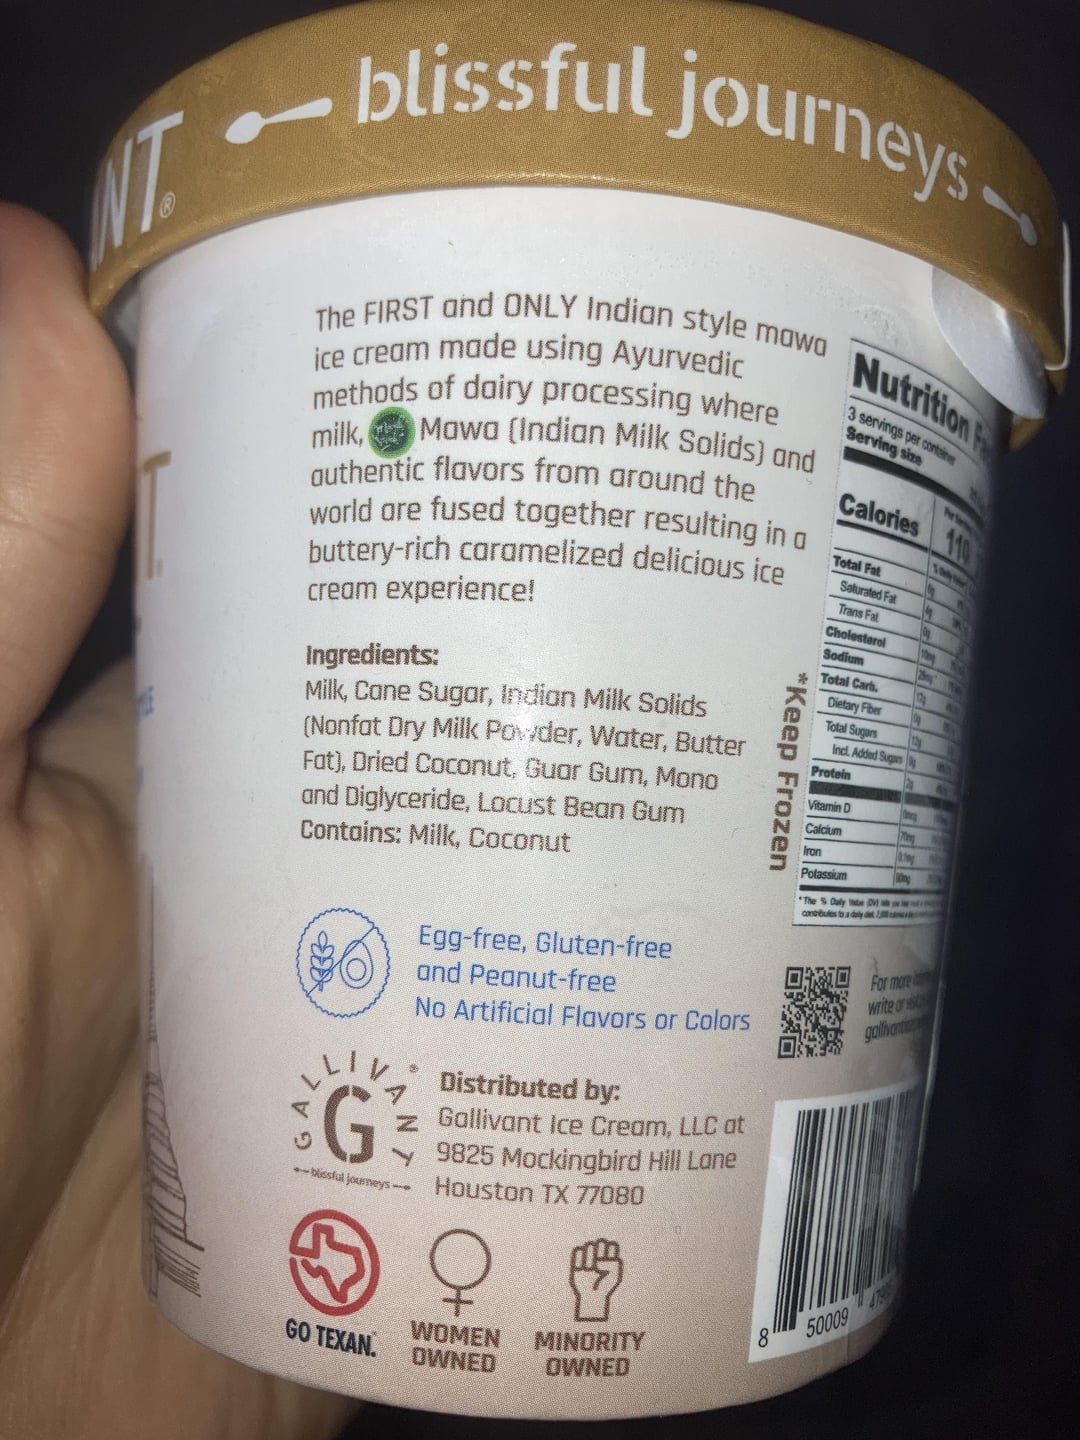 ANT®
blissful journeys
The FIRST and ONLY Indian style mawa
ice cream made using Ayurvedic
methods of dairy processing where
milk, Mawa (Indian Milk Solids) and
authentic flavors from around the
world are fused together resulting in a
buttery-rich caramelized delicious ice
cream experience!
Ingredients:
Milk, Cane Sugar, Indian Milk Solids
(Nonfat Dry Milk Powder, Water, Butter
Fat), Dried Coconut, Guar Gum, Mono
and Diglyceride, Locust Bean Gum
Contains: Milk, Coconut
*Keep Frozen
Egg-free, Gluten-free
and Peanut-free
No Artificial Flavors or Colors
GALLIVANT®
G
blissful journeys
Distributed by:
Gallivant Ice Cream, LLC at
9825 Mockingbird Hill Lane
Houston TX 77080
GO TEXAN.
WOMEN
OWNED
MINORITY
OWNED
Nutrition
3 servings per container
Serving size
Calories 110
Total Fat
Saturated Fat
Trans Fat
Cholesterol
Sodium
Total Carb.
Dietary Fiber
Total Sugars
Incl. Added Sugars
Protein
Vitamin D
Calcium
Iron
Potassium
For more
write or
8 50009